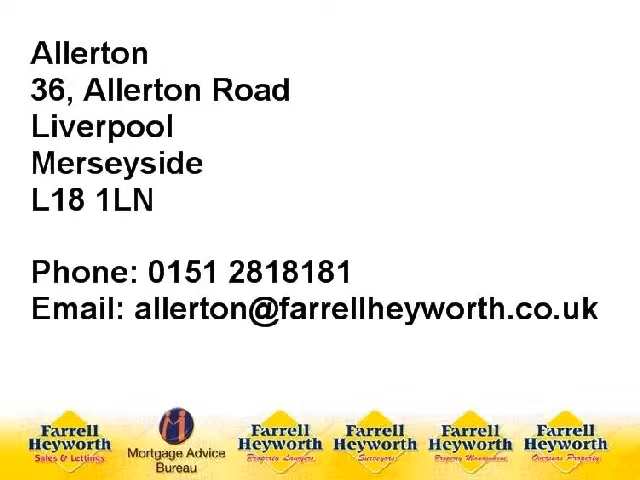 Allerton
36, Allerton Road
Liverpool
Merseyside
L18 1LN
Phone: 0151 2818181
Email: allerton@farrellheyworth.co.uk
Farrell
Heyworth
Sales & Lettings
Mortgage Advice
Bureau
Farrell
Heyworth
Property Lawyers
Farrell
Heyworth
Surveyors
Farrell
Heyworth
Property Management
Farrell
Heyworth
Overseas Property